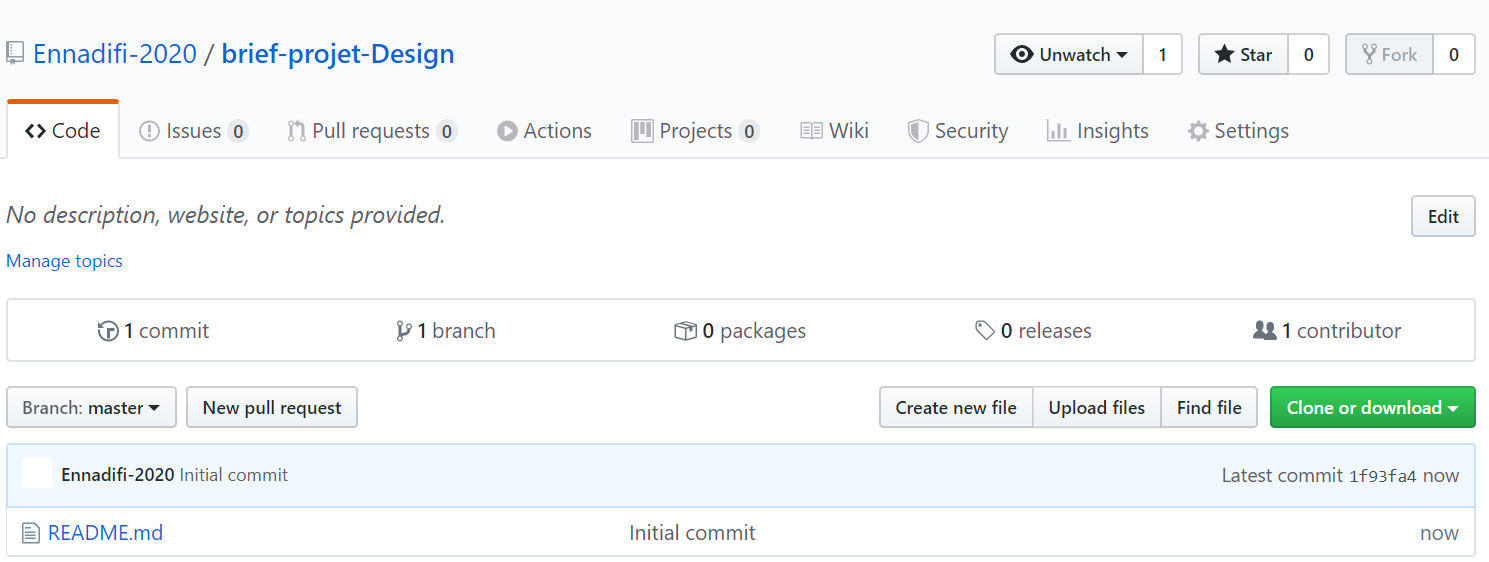 Ennadifi-2020 / brief-projet-Design Unwatch 1 Star 0 Fork 0
Code Issues 0 Pull requests 0 Actions Projects 0 Wiki Security Insights Settings
No description, website, or topics provided. Edit
Manage topics
1 commit 1 branch 0 packages 0 releases 1 contributor
Branch: master New pull request Create new file Upload files Find file Clone or download
Ennadifi-2020 Initial commit Latest commit 1f93fa4 now
README.md Initial commit now